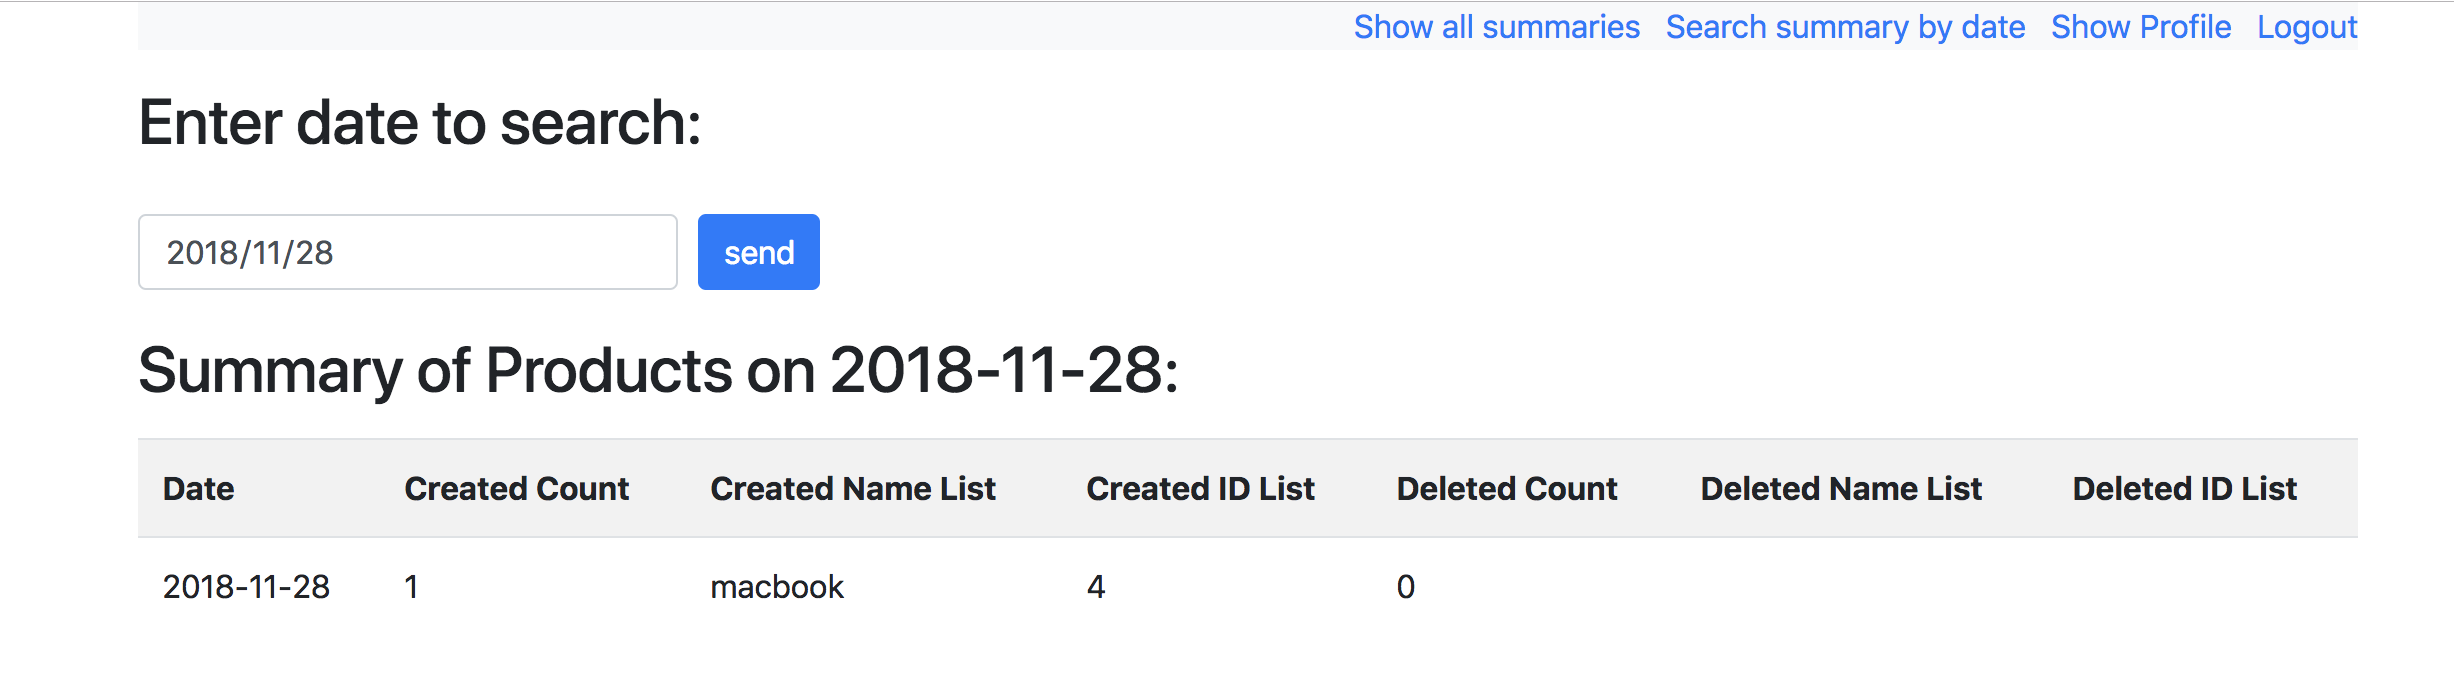 Show all summaries Search summary by date Show Profile Logout
Enter date to search:
2018/11/28 send
Summary of Products on 2018-11-28:
Date Created Count Created Name List Created ID List Deleted Count Deleted Name List Deleted ID List
2018-11-28 1 macbook 4 0